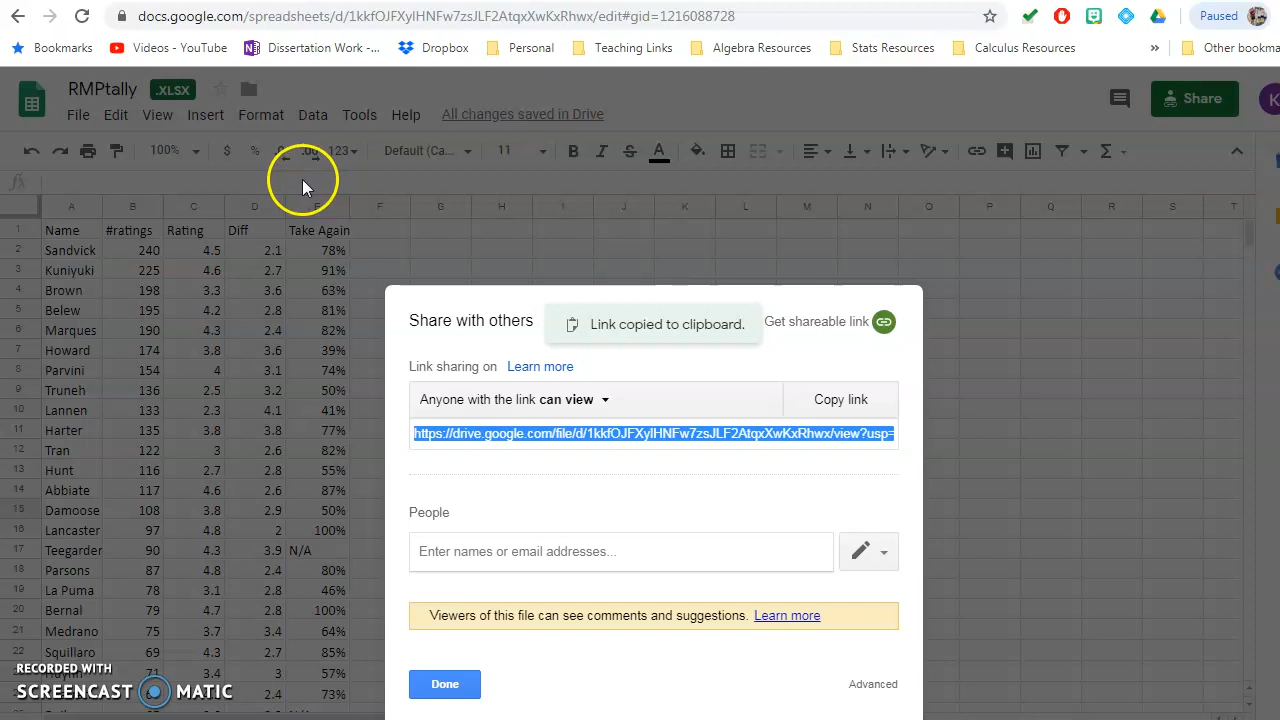 docs.google.com/spreadsheets/d/1kkfOJFXylHNFw7zsJLF2AtqxXwKxRhwx/edit#gid=1216088728
Paused
Bookmarks Videos - YouTube Dissertation Work -... Dropbox Personal Teaching Links Algebra Resources Stats Resources Calculus Resources » Other bookma
RMPtally .XLSX
Share
File Edit View Insert Format Data Tools Help All changes saved in Drive
100% $ % .0 .00 123 Default (Ca... 11 B I S A Σ
fx
A B C D E F G H I J K L M N O P Q R S T
1 Name #ratings Rating Diff Take Again
2 Sandvick 240 4.5 2.1 78%
3 Kuniyuki 225 4.6 2.7 91%
4 Brown 198 3.3 3.6 63%
5 Belew 195 4.2 2.8 81%
6 Marques 190 4.3 2.4 82%
7 Howard 174 3.8 3.6 39%
8 Parvini 154 4 3.1 74%
9 Truneh 136 2.5 3.2 50%
10 Lannen 133 2.3 4.1 41%
11 Harter 135 3.8 3.8 77%
12 Tran 122 3 2.6 82%
13 Hunt 116 2.7 2.8 55%
14 Abbiate 117 4.6 2.6 87%
15 Damoose 108 3.8 2.9 50%
16 Lancaster 97 4.8 2 100%
17 Teegarder 90 4.3 3.9 N/A
18 Parsons 87 4.8 2.4 80%
19 La Puma 78 3.1 2.8 46%
20 Bernal 79 4.7 2.8 100%
21 Medrano 75 3.7 3.4 64%
22 Squillaro 69 4.3 2.7 85%
71 3.4 3 57%
2.4 73%
Share with others
Link copied to clipboard.
Get shareable link
Link sharing on Learn more
Anyone with the link can view
Copy link
https://drive.google.com/file/d/1kkfOJFXylHNFw7zsJLF2AtqxXwKxRhwx/view?usp=
People
Enter names or email addresses...
Viewers of this file can see comments and suggestions. Learn more
Done
Advanced
RECORDED WITH
SCREENCAST MATIC